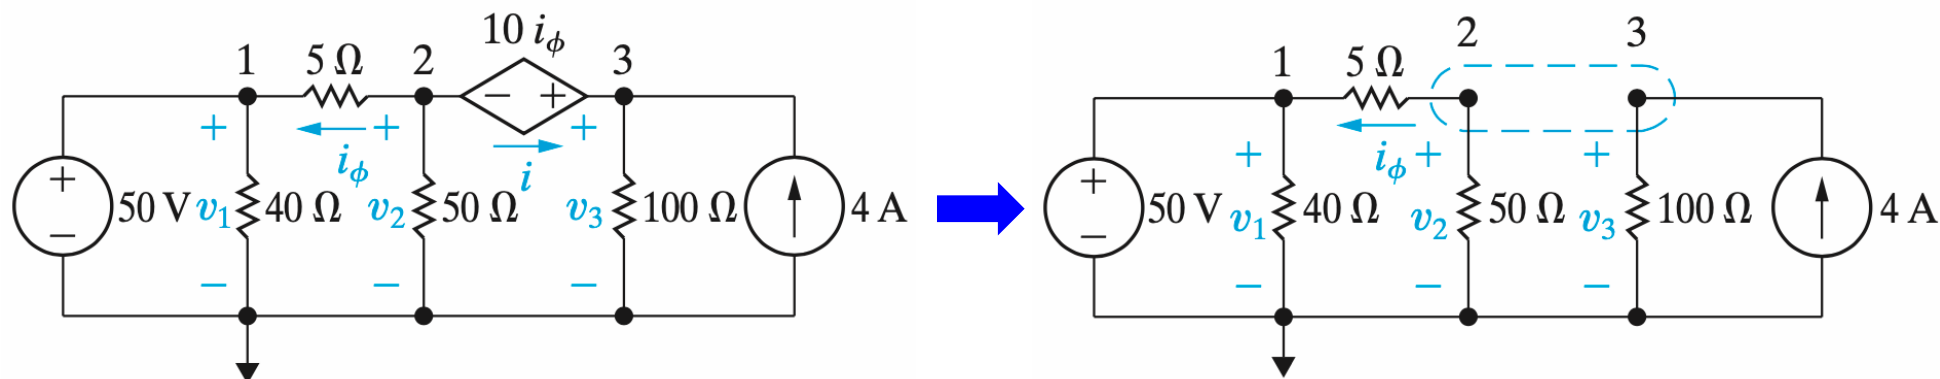 10 iϕ
1 5 Ω 2 3
+ − + − + +
iϕ i
+ − 50 V v1 40 Ω v2 50 Ω v3 100 Ω 4 A
− − −
2 3
1 5 Ω
iϕ
+ + +
+ − 50 V v1 40 Ω v2 50 Ω v3 100 Ω 4 A
− − −